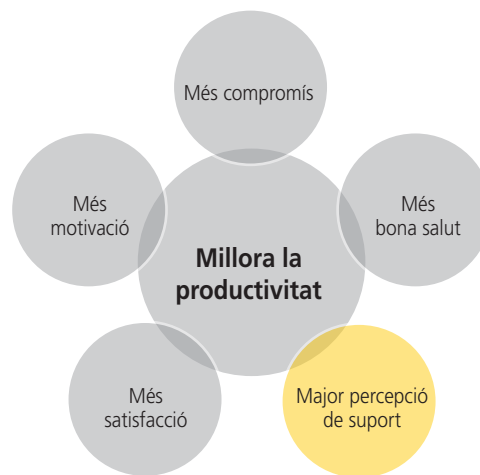 Més compromís
Més
motivació
Més
bona salut
Millora la
productivitat
Més
satisfacció
Major percepció
de suport